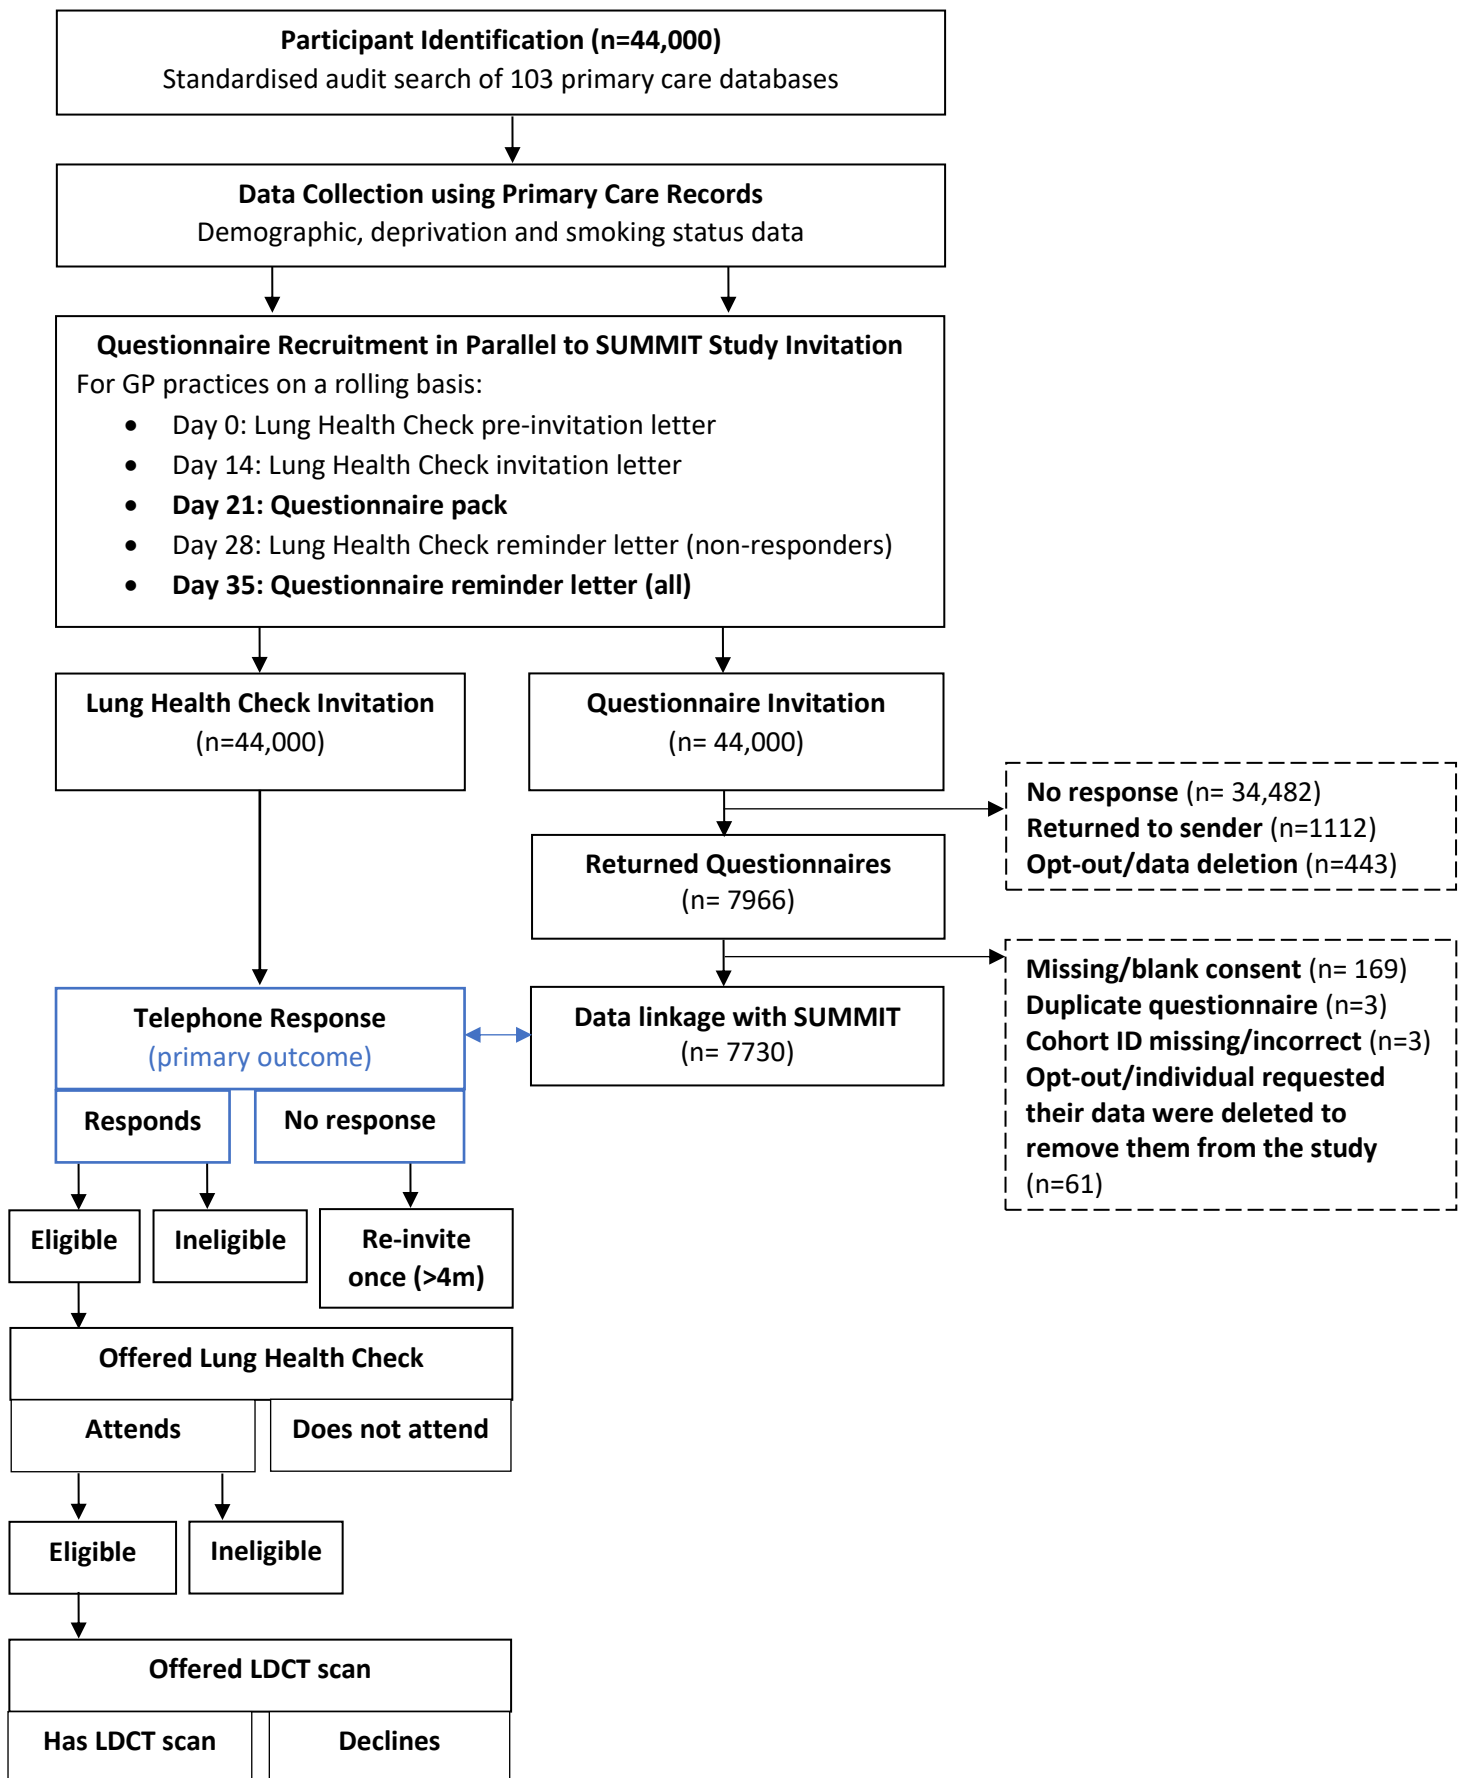 Participant Identification (n=44,000)
Standardised audit search of 103 primary care databases
Data Collection using Primary Care Records
Demographic, deprivation and smoking status data
Questionnaire Recruitment in Parallel to SUMMIT Study Invitation
For GP practices on a rolling basis:
• Day 0: Lung Health Check pre-invitation letter
• Day 14: Lung Health Check invitation letter
• Day 21: Questionnaire pack
• Day 28: Lung Health Check reminder letter (non-responders)
• Day 35: Questionnaire reminder letter (all)
Lung Health Check Invitation
(n=44,000)
Questionnaire Invitation
(n= 44,000)
No response (n= 34,482)
Returned to sender (n=1112)
Opt-out/data deletion (n=443)
Returned Questionnaires
(n= 7966)
Missing/blank consent (n= 169)
Duplicate questionnaire (n=3)
Cohort ID missing/incorrect (n=3)
Opt-out/individual requested
their data were deleted to
remove them from the study
(n=61)
Telephone Response
(primary outcome)
Data linkage with SUMMIT
(n= 7730)
Responds
No response
Eligible
Ineligible
Re-invite
once (>4m)
Offered Lung Health Check
Attends
Does not attend
Eligible
Ineligible
Offered LDCT scan
Has LDCT scan
Declines